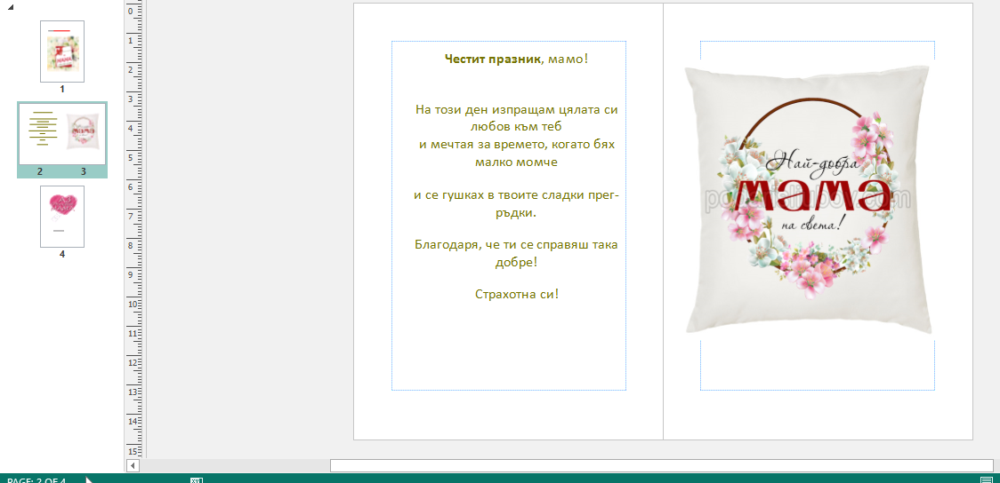 Честит празник, мамо!
На този ден изпращам цялата си
любов към теб
и мечтая за времето, когато бях
малко момче
и се гушках в твоите сладки прег-
ръдки.
Благодаря, че ти се справяш така
добре!
Страхотна си!
Най-добра
мама
на света!
1
2 3
4
0
1
2
3
4
5
6
7
8
9
10
11
12
13
14
15
PAGE: 2 OF 4